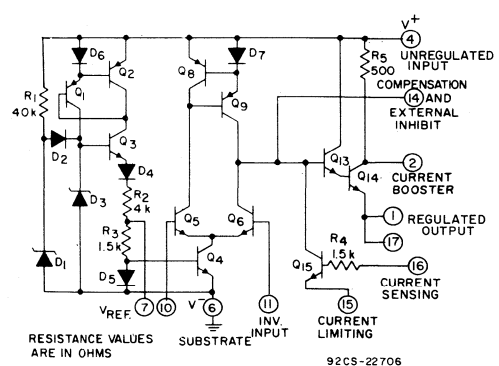 V+
4
UNREGULATED
INPUT
D6
Q2
Q1
D7
Q8
Q9
R5
500
COMPENSATION
14 AND
EXTERNAL
INHIBIT
R1
40k
D2
Q3
D4
R2
4k
D3
Q13
Q14
2
CURRENT
BOOSTER
R3
1.5k
Q5
Q6
1
REGULATED
OUTPUT
17
D1
D5
Q4
Q15
R4
1.5k
16
CURRENT
SENSING
VREF.
7
10
V-
6
11
INV.
INPUT
15
CURRENT
LIMITING
SUBSTRATE
RESISTANCE VALUES
ARE IN OHMS
92CS-22706